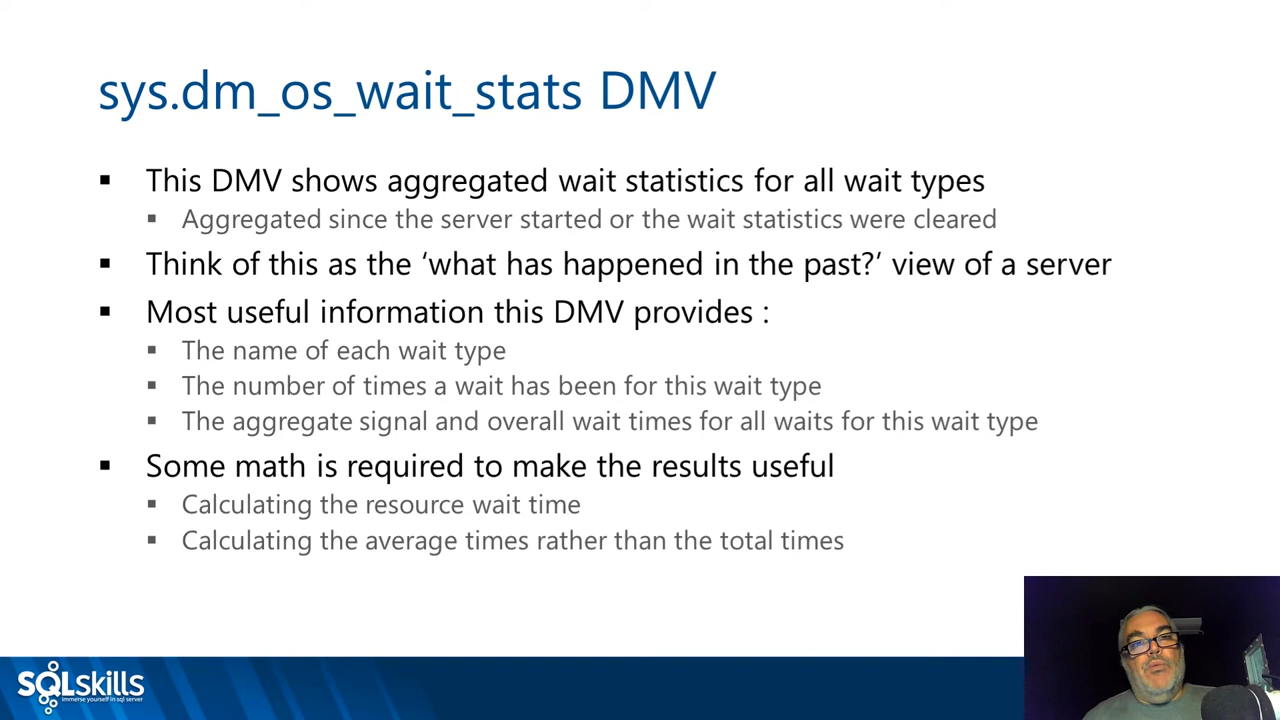 sys.dm_os_wait_stats DMV
▪ This DMV shows aggregated wait statistics for all wait types
▪ Aggregated since the server started or the wait statistics were cleared
▪ Think of this as the ‘what has happened in the past?’ view of a server
▪ Most useful information this DMV provides :
▪ The name of each wait type
▪ The number of times a wait has been for this wait type
▪ The aggregate signal and overall wait times for all waits for this wait type
▪ Some math is required to make the results useful
▪ Calculating the resource wait time
▪ Calculating the average times rather than the total times
SQLskills
immerse yourself in sql server